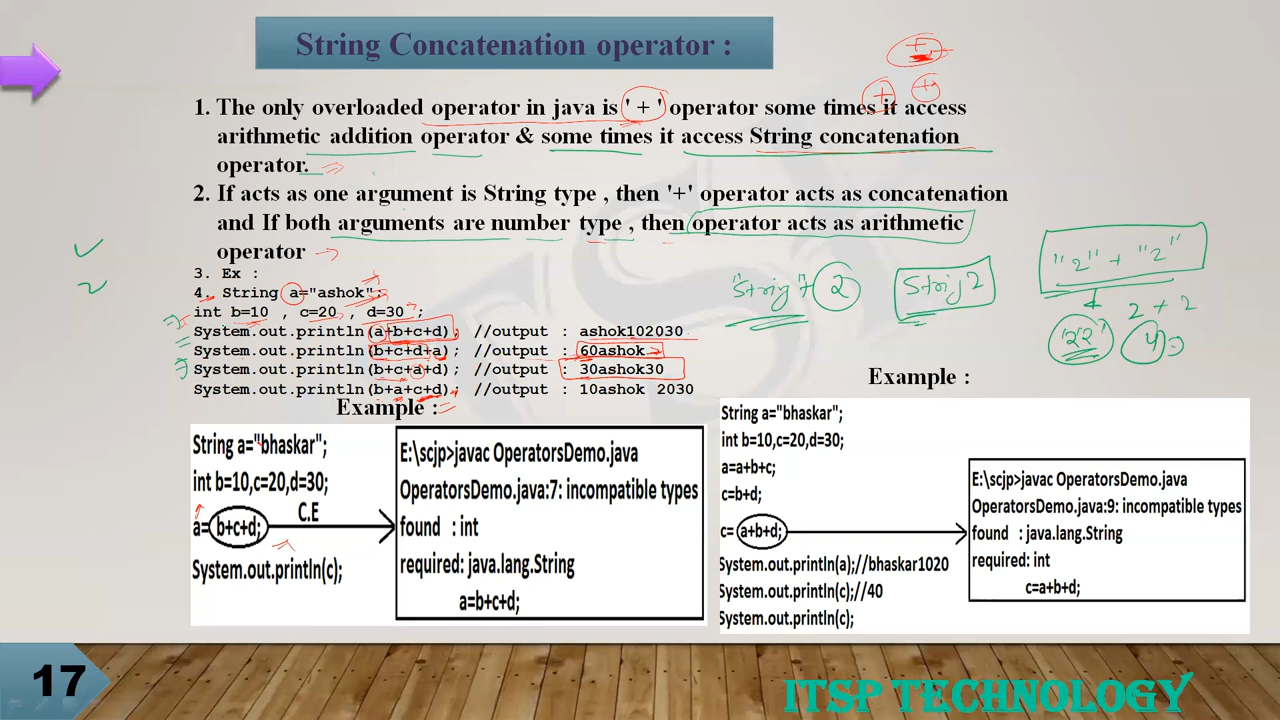 String Concatenation operator :
1. The only overloaded operator in java is ' + ' operator some times it access
arithmetic addition operator & some times it access String concatenation
operator.
2. If acts as one argument is String type , then '+' operator acts as concatenation
and If both arguments are number type , then operator acts as arithmetic
operator
3. Ex :
4. String a="ashok";
int b=10 , c=20 , d=30 ;
System.out.println(a+b+c+d); //output : ashok102030
System.out.println(b+c+d+a); //output : 60ashok
System.out.println(b+c+a+d); //output : 30ashok30
System.out.println(b+a+c+d); //output : 10ashok 2030
+
+ +
"String" + 2
String 2
"2" + "2"
2 + 2
"22" 4
Example :
String a="bhaskar";
int b=10,c=20,d=30;
C.E
a= b+c+d;
System.out.println(c);
E:\scjp>javac OperatorsDemo.java
OperatorsDemo.java:7: incompatible types
found : int
required: java.lang.String
a=b+c+d;
Example :
String a="bhaskar";
int b=10,c=20,d=30;
a=a+b+c;
c=b+d;
c= a+b+d;
System.out.println(a);//bhaskar1020
System.out.println(c);//40
System.out.println(c);
E:\scjp>javac OperatorsDemo.java
OperatorsDemo.java:9: incompatible types
found : java.lang.String
required: int
c=a+b+d;
17
ITSP TECHNOLOGY